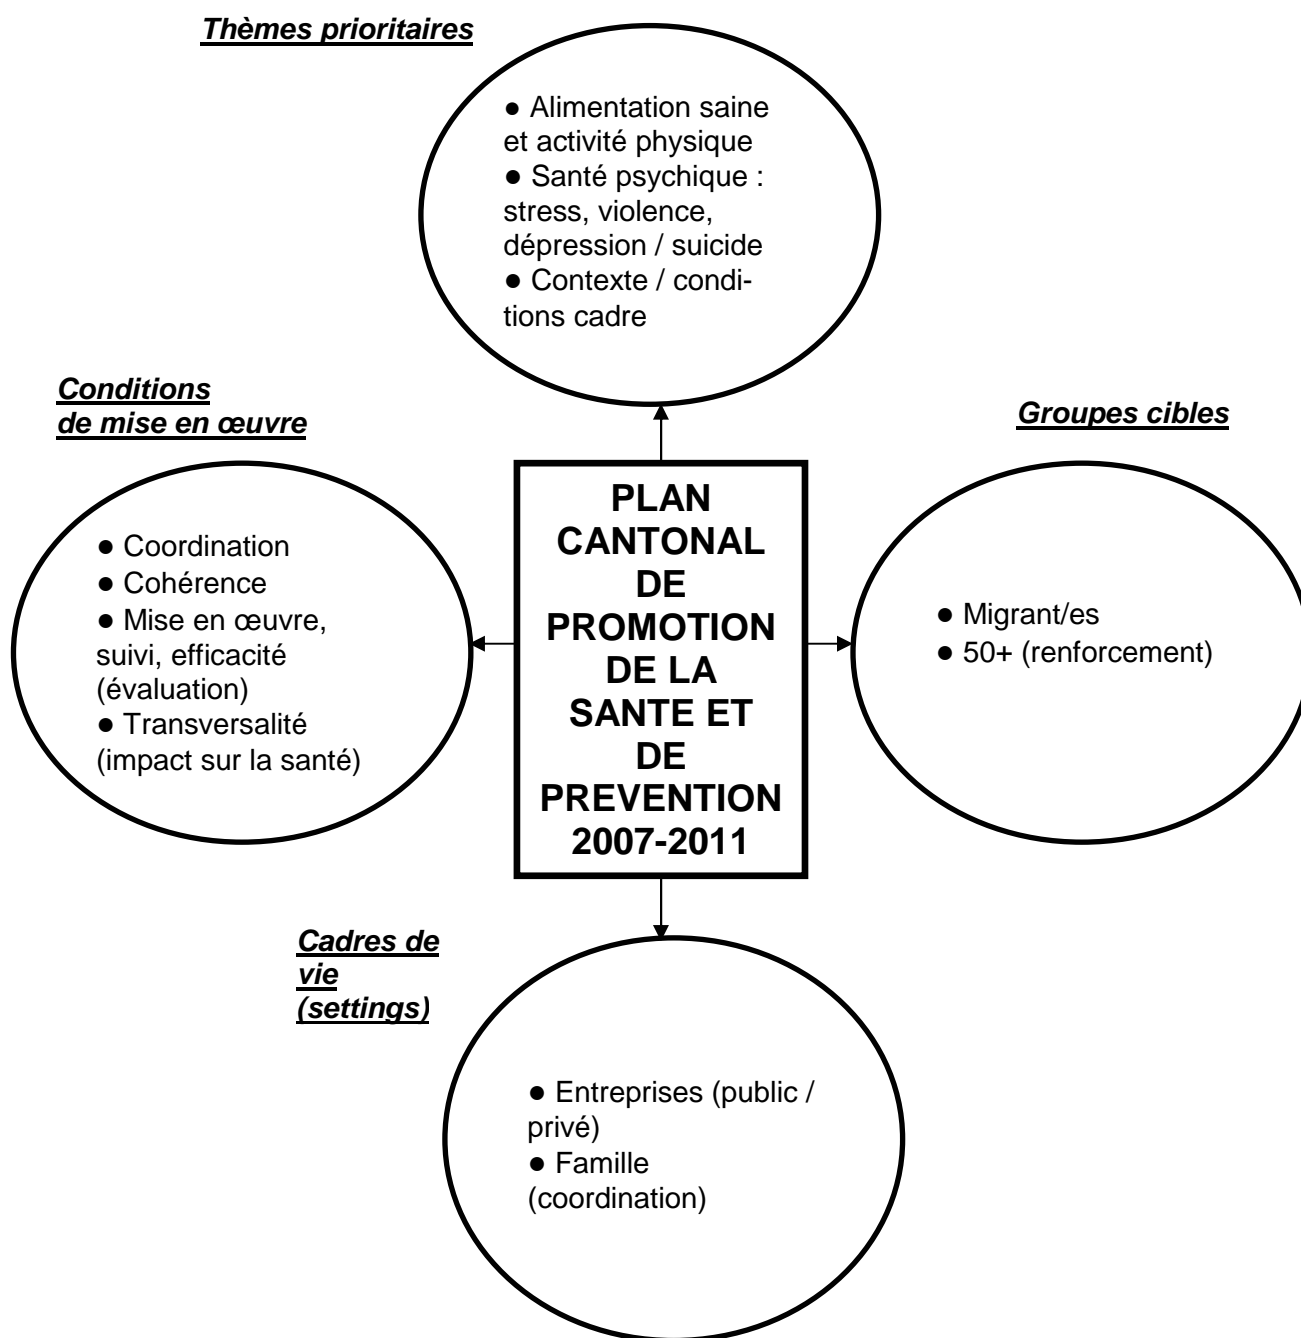 Thèmes prioritaires
● Alimentation saine
et activité physique
● Santé psychique :
stress, violence,
dépression / suicide
● Contexte / condi-
tions cadre
Conditions
de mise en œuvre
● Coordination
● Cohérence
● Mise en œuvre,
suivi, efficacité
(évaluation)
● Transversalité
(impact sur la santé)
PLAN
CANTONAL
DE
PROMOTION
DE LA
SANTE ET
DE
PREVENTION
2007-2011
Groupes cibles
● Migrant/es
● 50+ (renforcement)
Cadres de
vie
(settings)
● Entreprises (public /
privé)
● Famille
(coordination)